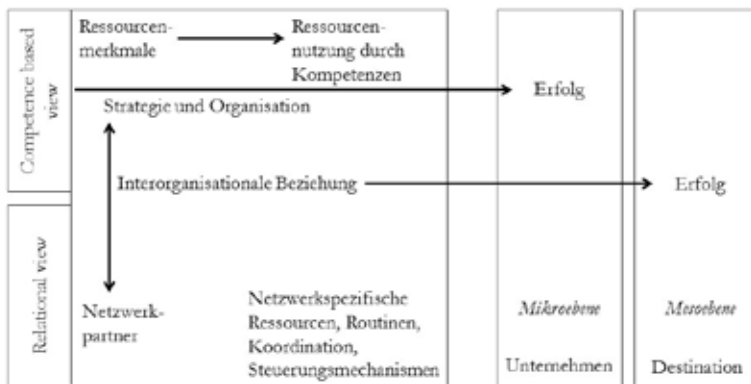 Competence based
view
Ressourcen-
merkmale
Ressourcen-
nutzung durch
Kompetenzen
Strategie und Organisation
Erfolg
Interorganisationale Beziehung
Erfolg
Relational view
Netzwerk-
partner
Netzwerkspezifische
Ressourcen, Routinen,
Koordination,
Steuerungsmechanismen
Mikroebene
Unternehmen
Mesoebene
Destination